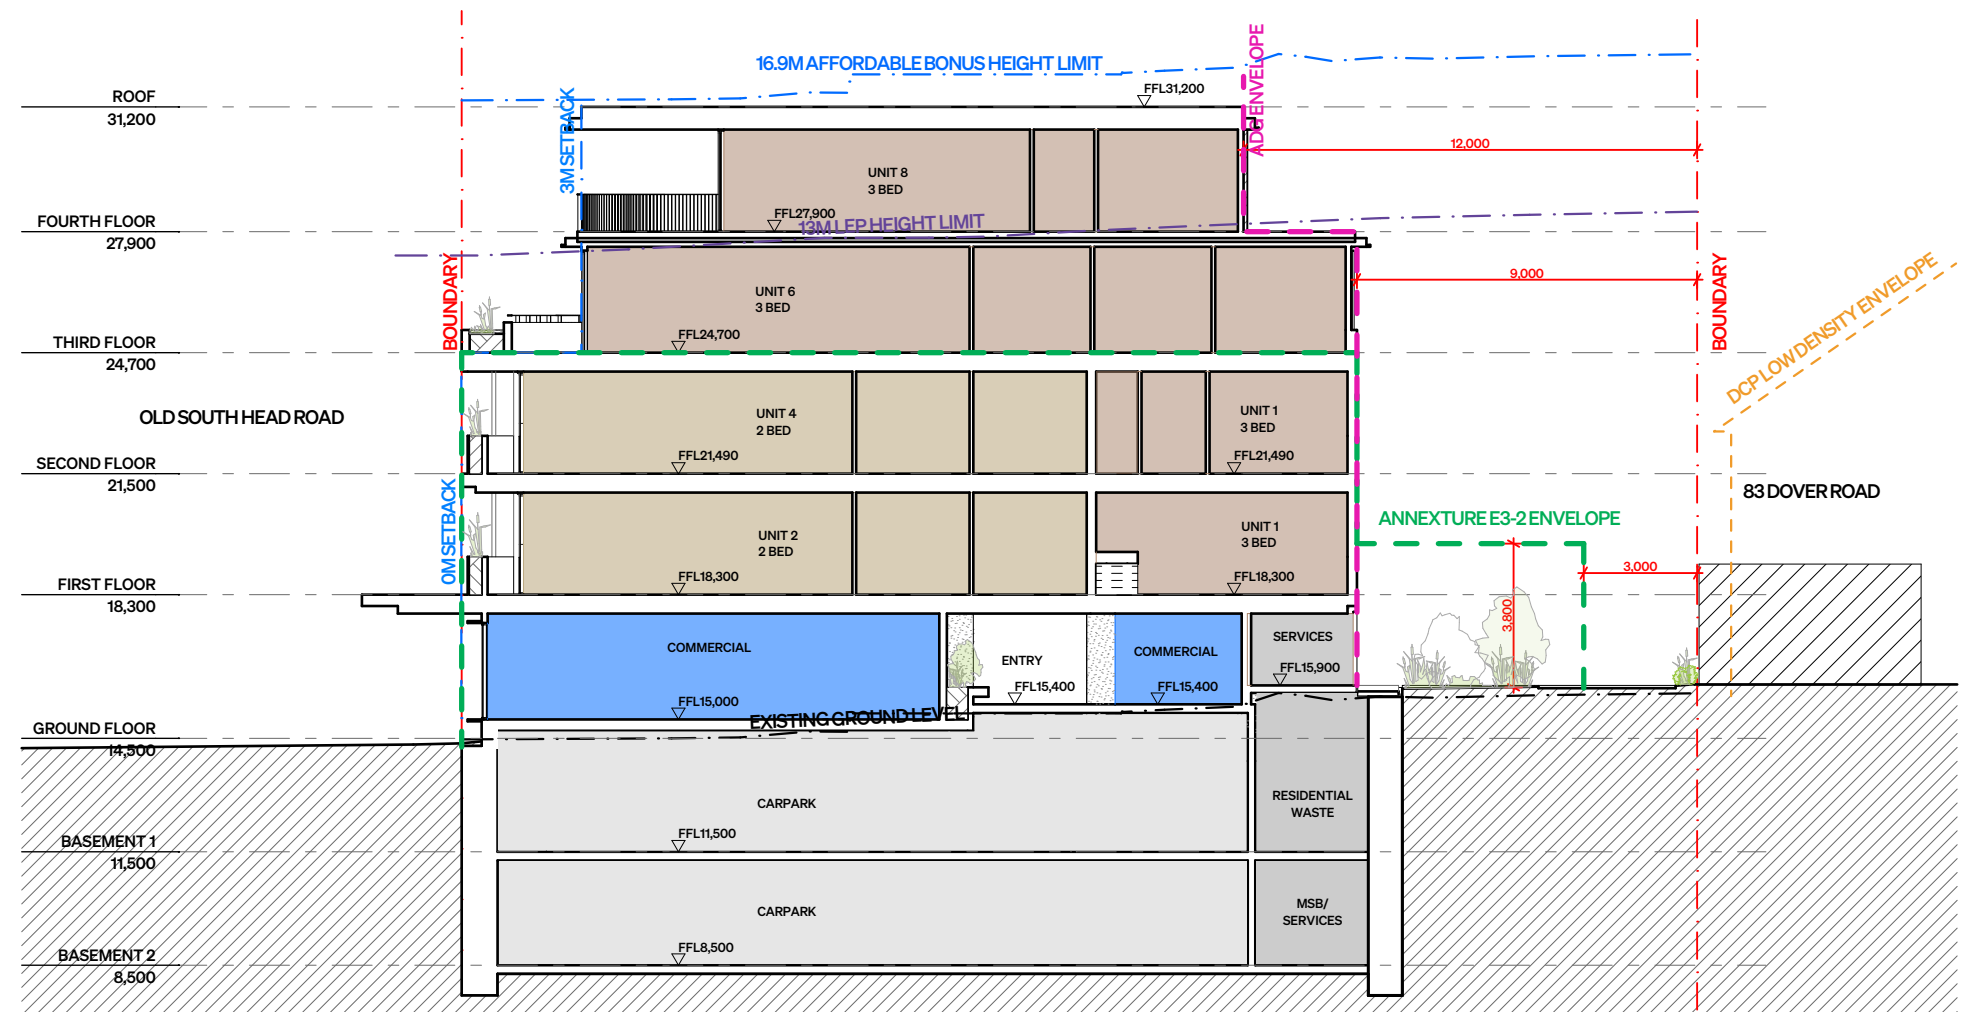 16.9M AFFORDABLE BONUS HEIGHT LIMIT
ADG ENVELOPE
ROOF
31,200
FFL31,200
3M SETBACK
12,000
UNIT 8
3 BED
FOURTH FLOOR
27,900
FFL27,900
13M LEP HEIGHT LIMIT
BOUNDARY
9,000
BOUNDARY
DCP LOW DENSITY ENVELOPE
UNIT 6
3 BED
THIRD FLOOR
24,700
FFL24,700
OLD SOUTH HEAD ROAD
UNIT 4
2 BED
UNIT 1
3 BED
SECOND FLOOR
21,500
FFL21,490
FFL21,490
83 DOVER ROAD
0M SETBACK
ANNEXTURE E3-2 ENVELOPE
UNIT 2
2 BED
UNIT 1
3 BED
3,000
FIRST FLOOR
18,300
FFL18,300
FFL18,300
3,800
COMMERCIAL
ENTRY
COMMERCIAL
SERVICES
FFL15,000
FFL15,400
FFL15,400
FFL15,900
EXISTING GROUND LEVEL
GROUND FLOOR
14,500
CARPARK
RESIDENTIAL
WASTE
BASEMENT 1
11,500
FFL11,500
CARPARK
MSB/
SERVICES
BASEMENT 2
8,500
FFL8,500